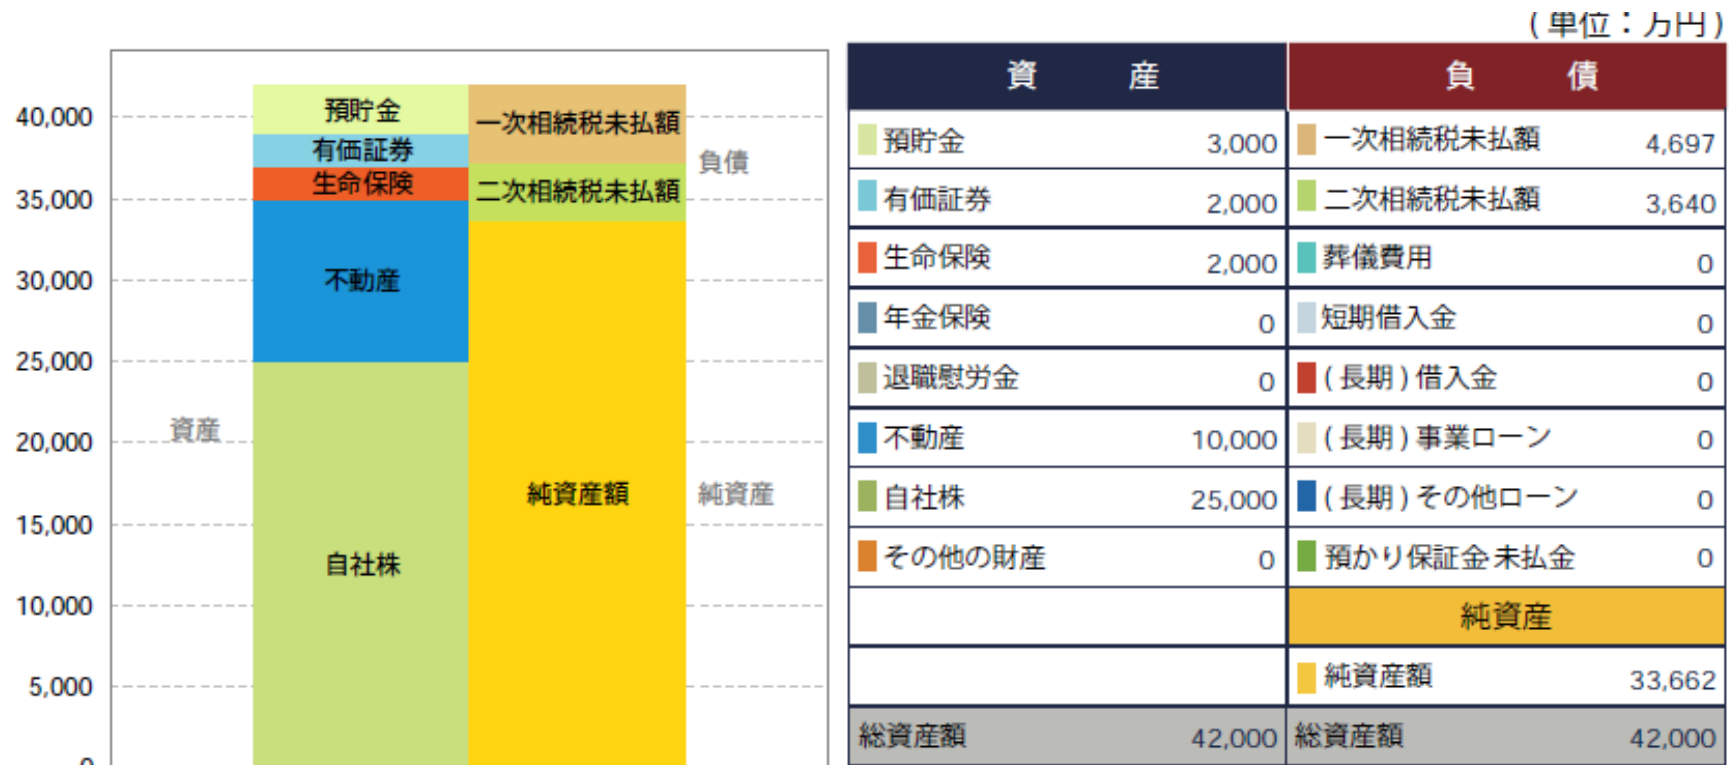 (単位：万円)
40,000
35,000
30,000
25,000
20,000
15,000
10,000
5,000
0
資産
預貯金
有価証券
生命保険
不動産
自社株
一次相続税未払額
二次相続税未払額
純資産額
負債
純資産
資 産 負 債
預貯金 3,000 一次相続税未払額 4,697
有価証券 2,000 二次相続税未払額 3,640
生命保険 2,000 葬儀費用 0
年金保険 0 短期借入金 0
退職慰労金 0 (長期)借入金 0
不動産 10,000 (長期)事業ローン 0
自社株 25,000 (長期)その他ローン 0
その他の財産 0 預かり保証金·未払金 0
純資産
純資産額 33,662
総資産額 42,000 総資産額 42,000